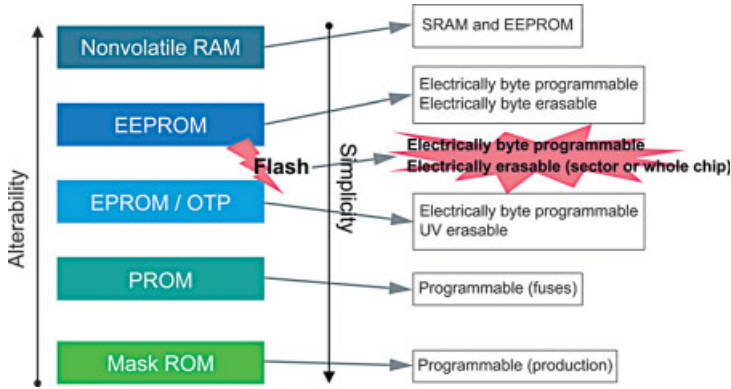 Nonvolatile RAM
SRAM and EEPROM
EEPROM
Electrically byte programmable
Electrically byte erasable
Flash
Electrically byte programmable
Electrically erasable (sector or whole chip)
EPROM / OTP
Electrically byte programmable
UV erasable
PROM
Programmable (fuses)
Mask ROM
Programmable (production)
Alterability
Simplicity